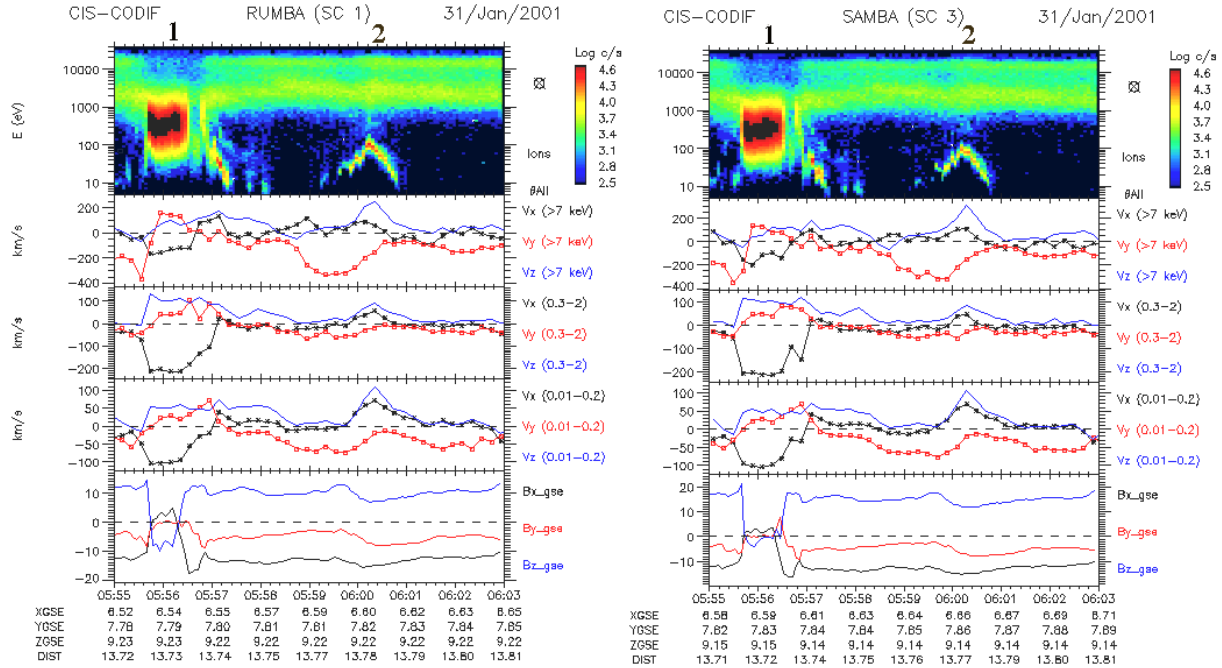 CIS-CODIF RUMBA (SC 1) 31/Jan/2001
1 2
Log c/s
10000
1000
100
10
E (eV)
4.6
4.3
4.0
3.7
3.4
3.1
2.8
2.5
Ions
θAll
200
0
-200
-400
km/s
Vx (>7 keV)
Vy (>7 keV)
Vz (>7 keV)
100
0
-100
-200
km/s
Vx (0.3-2)
Vy (0.3-2)
Vz (0.3-2)
100
50
0
-50
-100
km/s
Vx (0.01-0.2)
Vy (0.01-0.2)
Vz (0.01-0.2)
10
0
-10
-20
Bx_gse
By_gse
Bz_gse
05:55 05:56 05:57 05:58 05:59 06:00 06:01 06:02 06:03
XGSE 6.52 6.54 6.55 6.57 6.59 6.60 6.62 6.63 6.65
YGSE 7.78 7.79 7.80 7.81 7.81 7.82 7.83 7.84 7.85
ZGSE 9.23 9.23 9.22 9.22 9.22 9.22 9.22 9.22 9.22
DIST 13.72 13.73 13.74 13.75 13.77 13.78 13.79 13.80 13.81
CIS-CODIF SAMBA (SC 3) 31/Jan/2001
1 2
Log c/s
10000
1000
100
10
4.6
4.3
4.0
3.7
3.4
3.1
2.8
2.5
Ions
θAll
200
0
-200
-400
Vx (>7 keV)
Vy (>7 keV)
Vz (>7 keV)
100
0
-100
-200
Vx (0.3-2)
Vy (0.3-2)
Vz (0.3-2)
100
50
0
-50
-100
Vx (0.01-0.2)
Vy (0.01-0.2)
Vz (0.01-0.2)
20
10
0
-10
Bx_gse
By_gse
Bz_gse
05:55 05:56 05:57 05:58 05:59 06:00 06:01 06:02 06:03
XGSE 6.58 6.59 6.61 6.63 6.64 6.66 6.67 6.69 6.71
YGSE 7.82 7.83 7.84 7.84 7.85 7.86 7.87 7.88 7.89
ZGSE 9.15 9.15 9.14 9.14 9.14 9.14 9.14 9.14 9.14
DIST 13.71 13.72 13.74 13.75 13.76 13.77 13.79 13.80 13.81